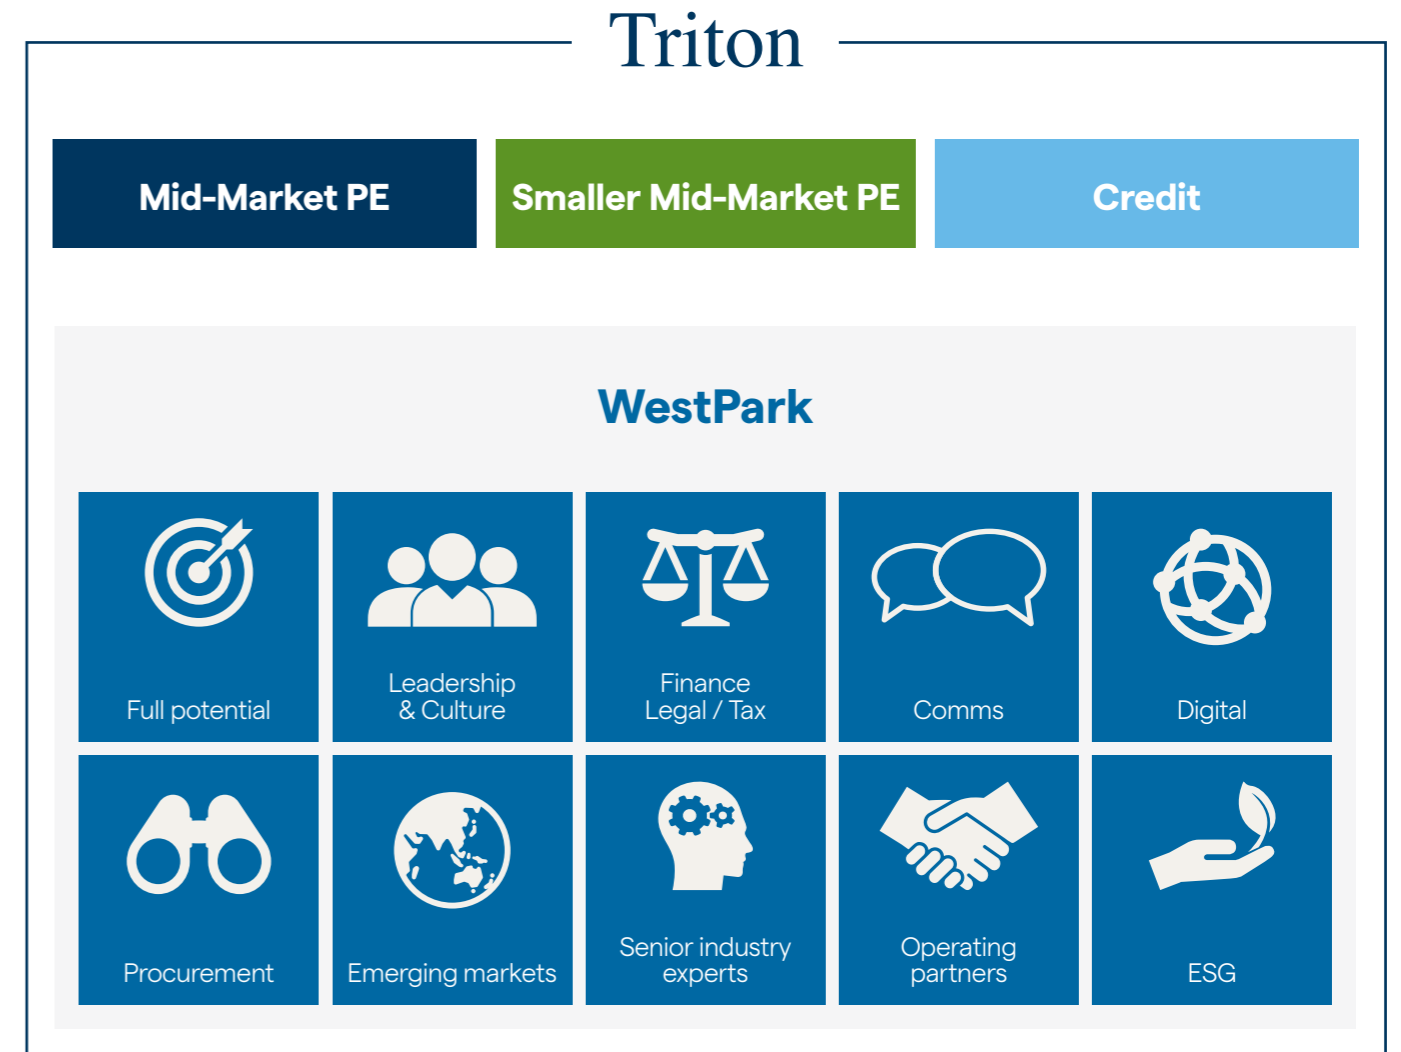 Triton
Mid-Market PE
Smaller Mid-Market PE
Credit
WestPark
Full potential
Leadership
& Culture
Finance
Legal / Tax
Comms
Digital
Procurement
Emerging markets
Senior industry
experts
Operating
partners
ESG